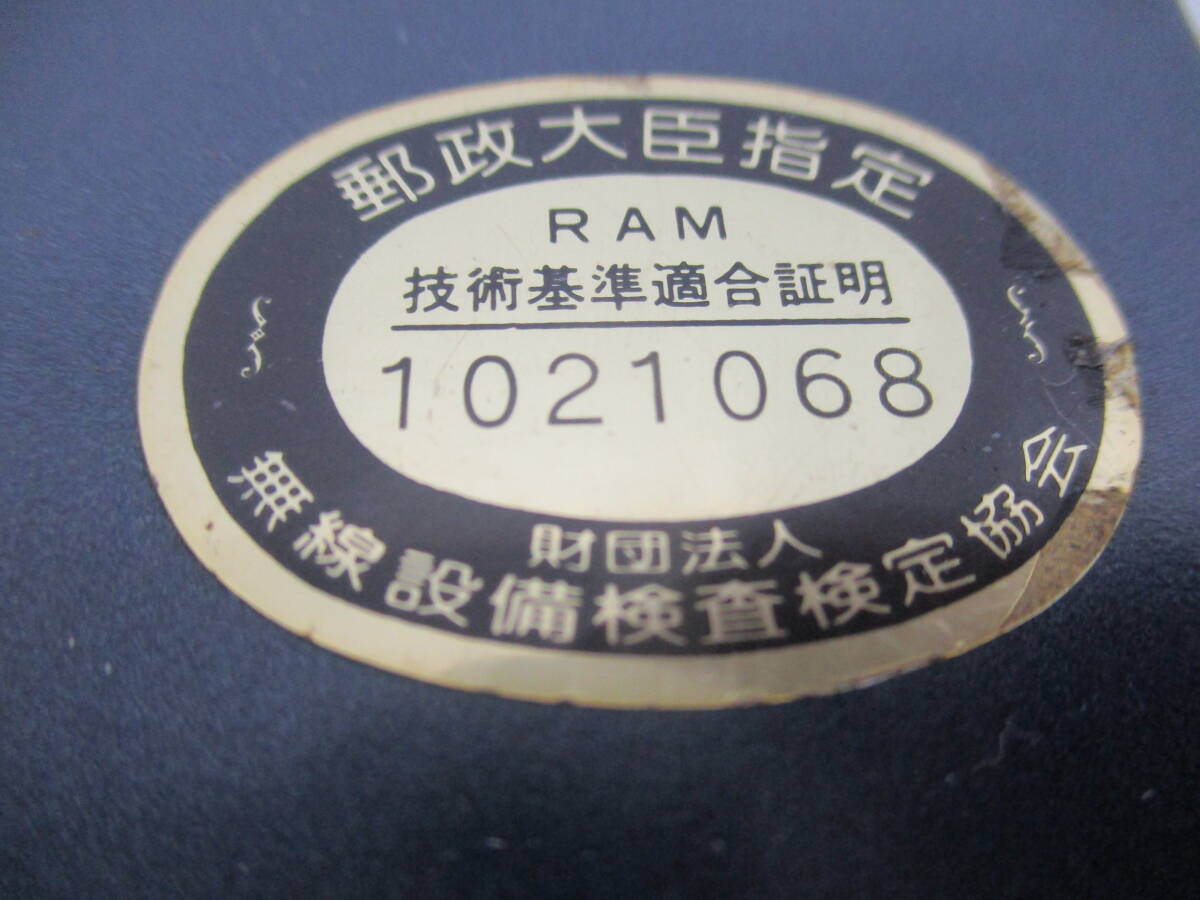 郵政大臣指定
RAM
技術基準適合証明
1021068
財団法人
無線設備検査検定協会